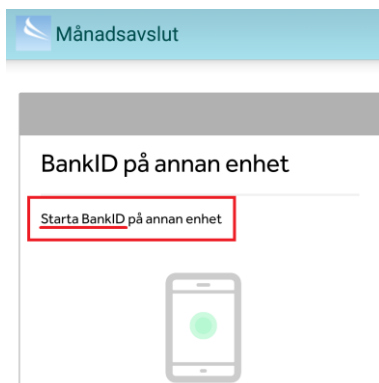 Månadsavslut
BankID på annan enhet
Starta BankID på annan enhet